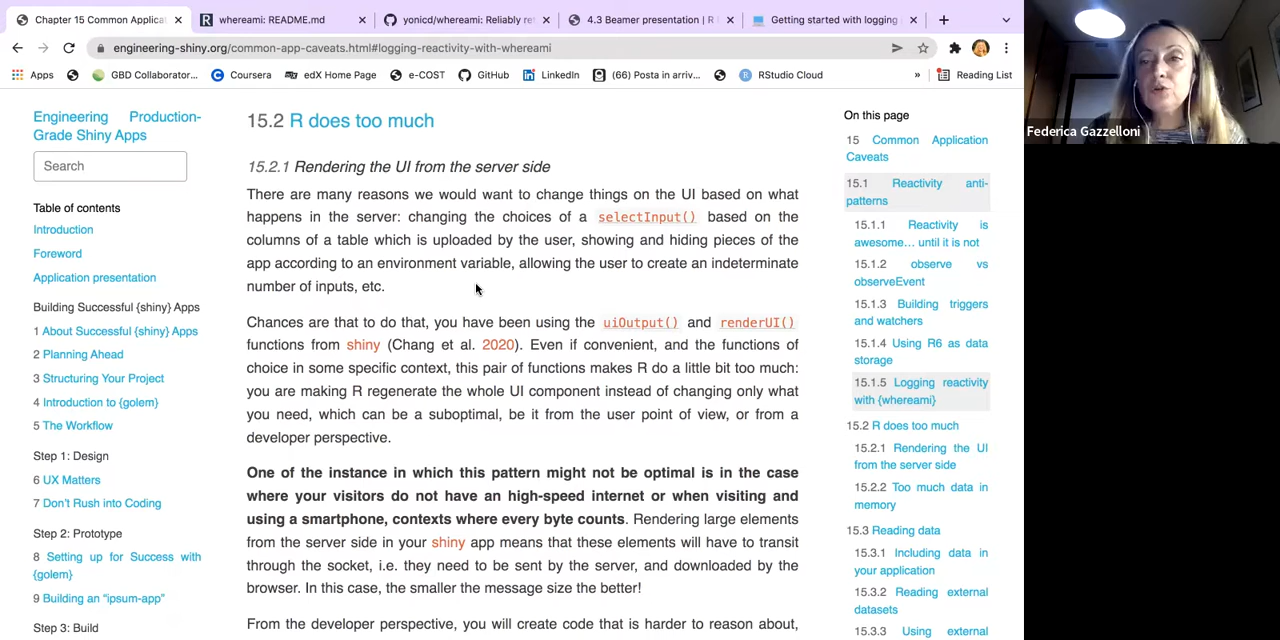 Chapter 15 Common Applica
whereami: README.md
yonicd/whereami: Reliably re
4.3 Beamer presentation | R
Getting started with logging
engineering-shiny.org/common-app-caveats.html#logging-reactivity-with-whereami
Apps
GBD Collaborator...
Coursera
edX Home Page
e-COST
GitHub
LinkedIn
(66) Posta in arriv...
RStudio Cloud
»
Reading List
Federica Gazzelloni
Engineering Production-
Grade Shiny Apps
Search
Table of contents
Introduction
Foreword
Application presentation
Building Successful {shiny} Apps
1 About Successful {shiny} Apps
2 Planning Ahead
3 Structuring Your Project
4 Introduction to {golem}
5 The Workflow
Step 1: Design
6 UX Matters
7 Don't Rush into Coding
Step 2: Prototype
8 Setting up for Success with
{golem}
9 Building an "ipsum-app"
Step 3: Build
15.2 R does too much
15.2.1 Rendering the UI from the server side
There are many reasons we would want to change things on the UI based on what
happens in the server: changing the choices of a selectInput() based on the
columns of a table which is uploaded by the user, showing and hiding pieces of the
app according to an environment variable, allowing the user to create an indeterminate
number of inputs, etc.
Chances are that to do that, you have been using the uiOutput() and renderUI()
functions from shiny (Chang et al. 2020). Even if convenient, and the functions of
choice in some specific context, this pair of functions makes R do a little bit too much:
you are making R regenerate the whole UI component instead of changing only what
you need, which can be a suboptimal, be it from the user point of view, or from a
developer perspective.
One of the instance in which this pattern might not be optimal is in the case
where your visitors do not have an high-speed internet or when visiting and
using a smartphone, contexts where every byte counts. Rendering large elements
from the server side in your shiny app means that these elements will have to transit
through the socket, i.e. they need to be sent by the server, and downloaded by the
browser. In this case, the smaller the message size the better!
From the developer perspective, you will create code that is harder to reason about,
On this page
15 Common Application
Caveats
15.1 Reactivity anti-
patterns
15.1.1 Reactivity is
awesome... until it is not
15.1.2 observe vs
observeEvent
15.1.3 Building triggers
and watchers
15.1.4 Using R6 as data
storage
15.1.5 Logging reactivity
with {whereami}
15.2 R does too much
15.2.1 Rendering the UI
from the server side
15.2.2 Too much data in
memory
15.3 Reading data
15.3.1 Including data in
your application
15.3.2 Reading external
datasets
15.3.3 Using external